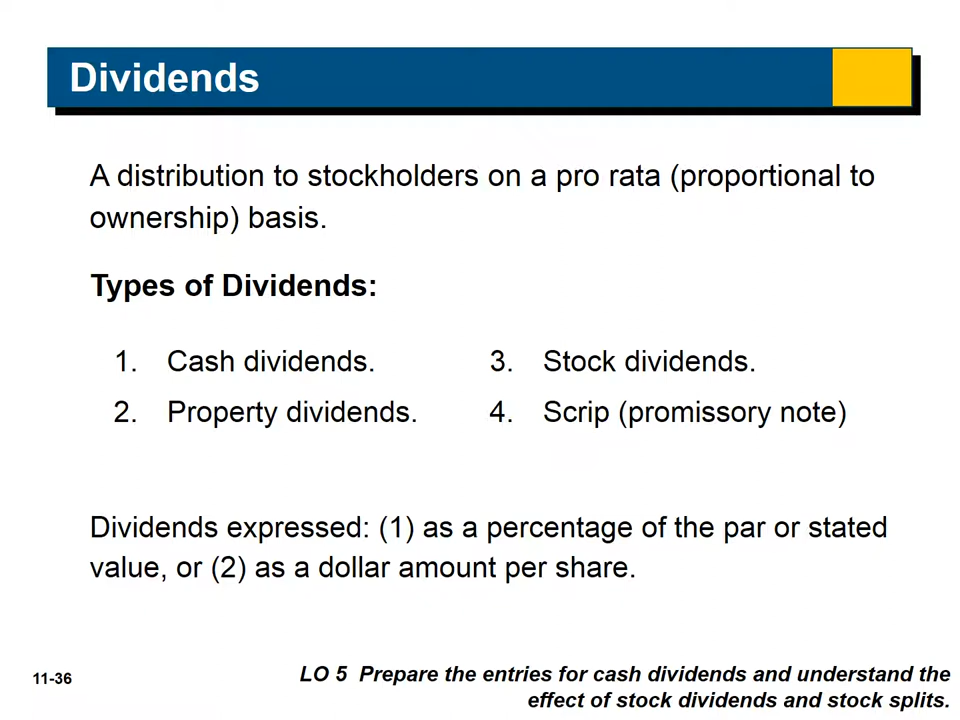 Dividends
A distribution to stockholders on a pro rata (proportional to
ownership) basis.
Types of Dividends:
1. Cash dividends.
2. Property dividends.
3. Stock dividends.
4. Scrip (promissory note)
Dividends expressed: (1) as a percentage of the par or stated
value, or (2) as a dollar amount per share.
11-36
LO 5 Prepare the entries for cash dividends and understand the
effect of stock dividends and stock splits.